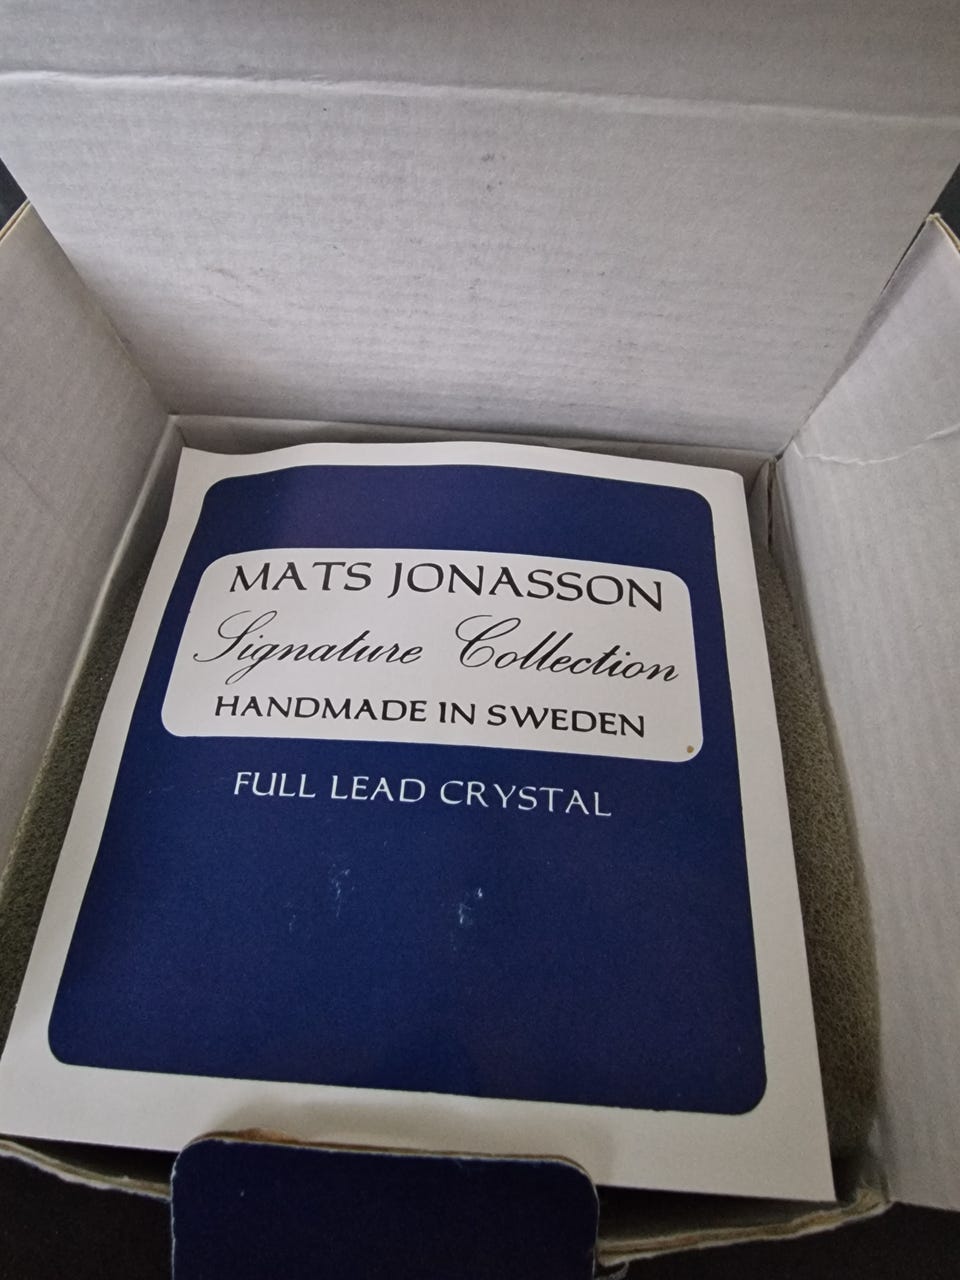 MATS JONASSON
Signature Collection
HANDMADE IN SWEDEN
FULL LEAD CRYSTAL